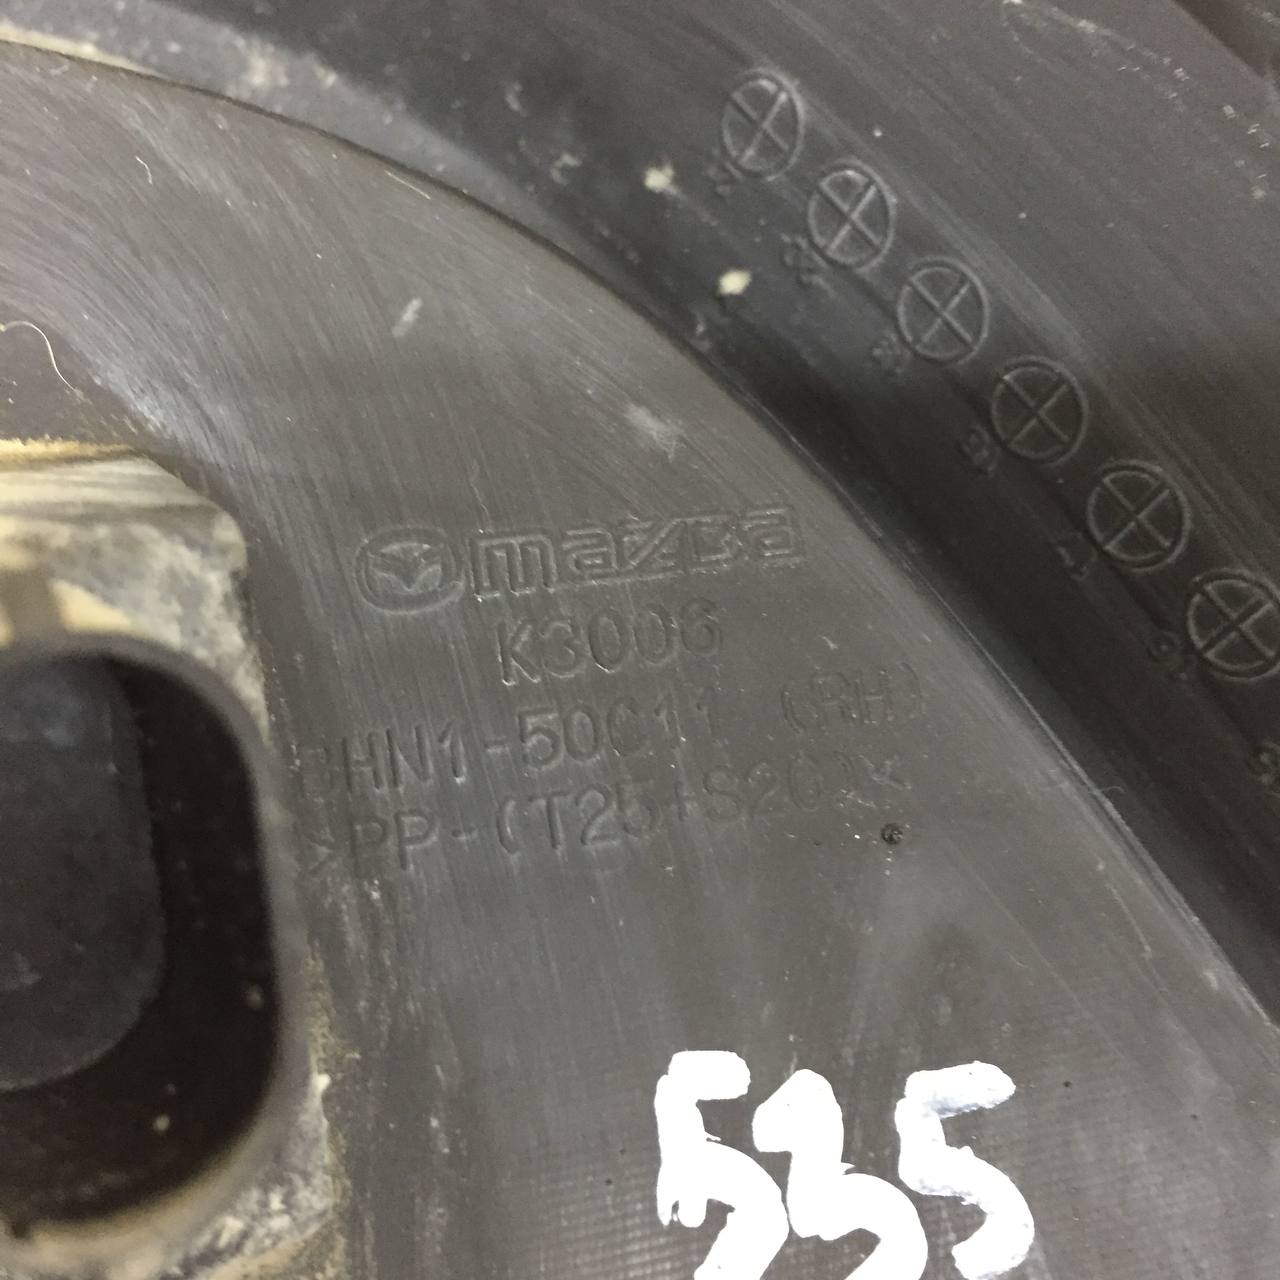 mazda
K3006
BHN1-50C11 (RH)
>PP-(T25+S20)<
535